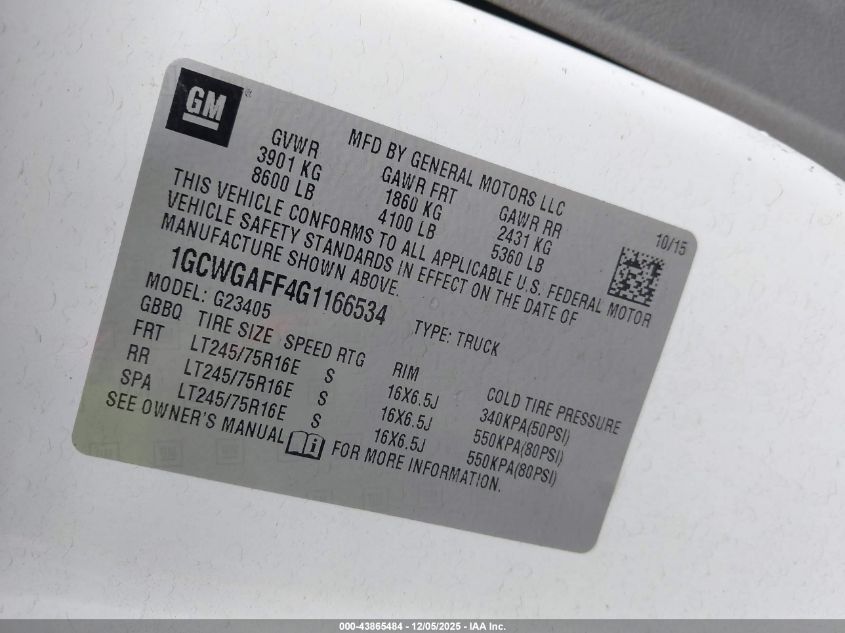 GM
MFD BY GENERAL MOTORS LLC
GVWR GAWR FRT GAWR RR
3901 KG 1860 KG 2431 KG
8600 LB 4100 LB 5360 LB
10/15
THIS VEHICLE CONFORMS TO ALL APPLICABLE U.S. FEDERAL MOTOR
VEHICLE SAFETY STANDARDS IN EFFECT ON THE DATE OF
MANUFACTURE SHOWN ABOVE.
1GCWGAFF4G1166534 TYPE: TRUCK
MODEL: G23405
GBBQ TIRE SIZE SPEED RTG RIM COLD TIRE PRESSURE
FRT LT245/75R16E S 16X6.5J 340KPA(50PSI)
RR LT245/75R16E S 16X6.5J 550KPA(80PSI)
SPA LT245/75R16E S 16X6.5J 550KPA(80PSI)
SEE OWNER'S MANUAL FOR MORE INFORMATION.
000-43865484 - 12/05/2025 - IAA Inc.